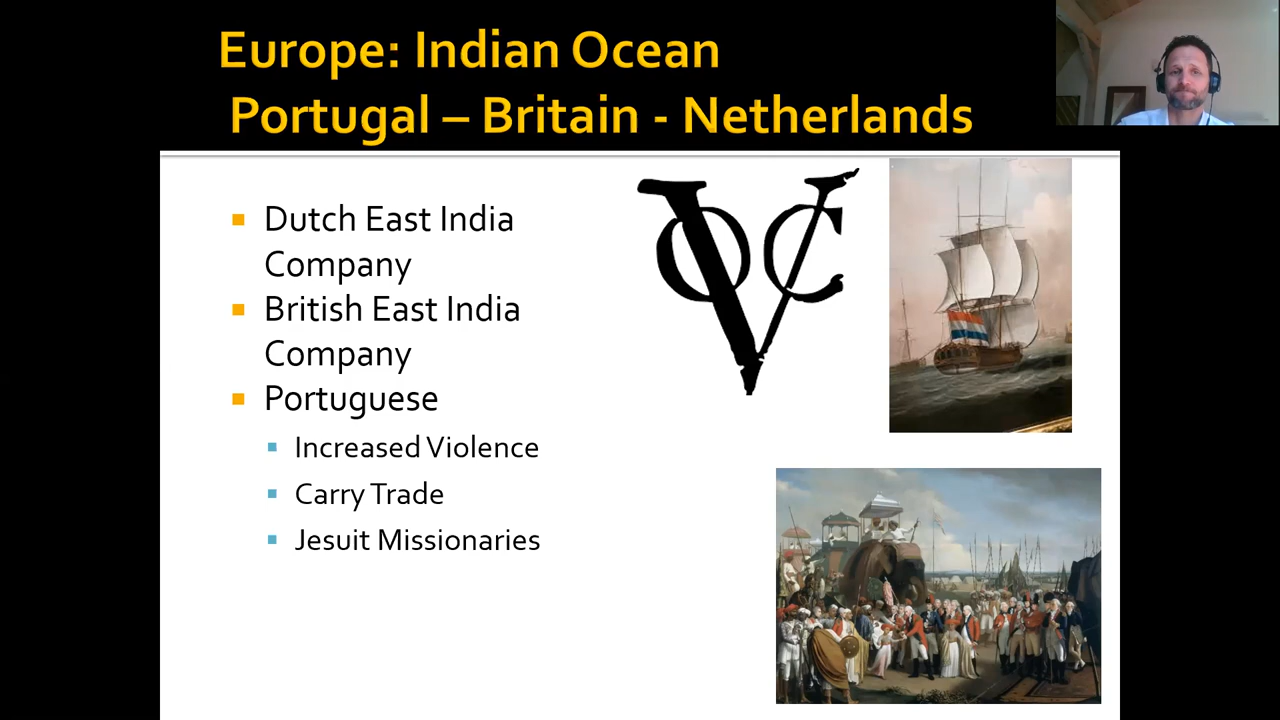 Europe: Indian Ocean
Portugal – Britain - Netherlands
Dutch East India
Company
British East India
Company
Portuguese
Increased Violence
Carry Trade
Jesuit Missionaries
VOC